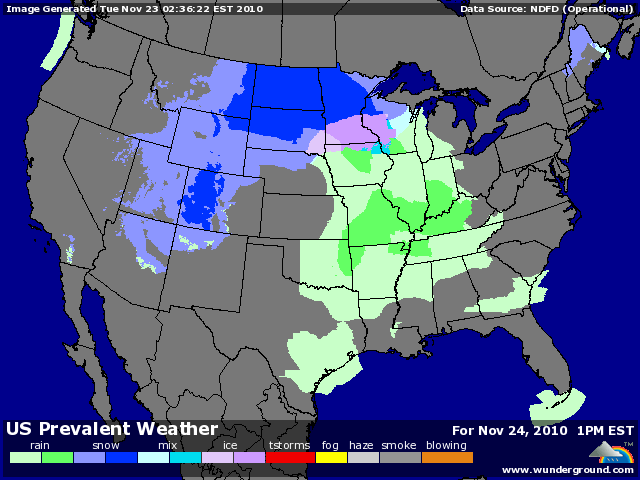 Image Generated Tue Nov 23 02:36:22 EST 2010 Data Source: NDFD (Operational)
US Prevalent Weather For Nov 24, 2010 1PM EST
rain snow mix ice tstorms fog haze smoke blowing
www.wunderground.com